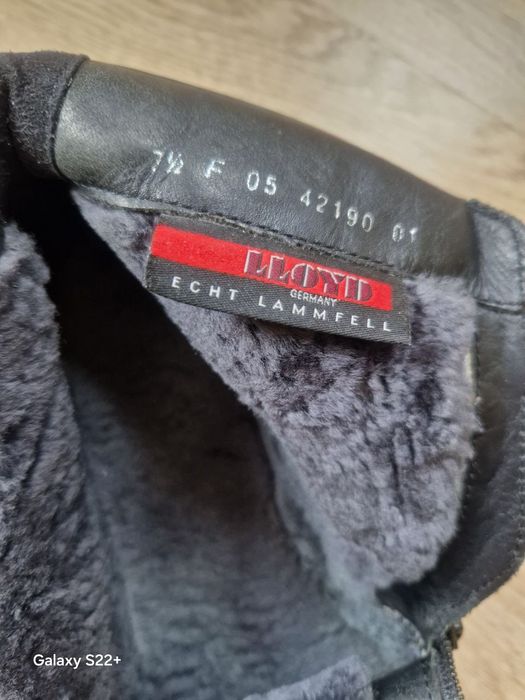 7½ F 05 42190 01
LLOYD
GERMANY
ECHT LAMMFELL
Galaxy S22+